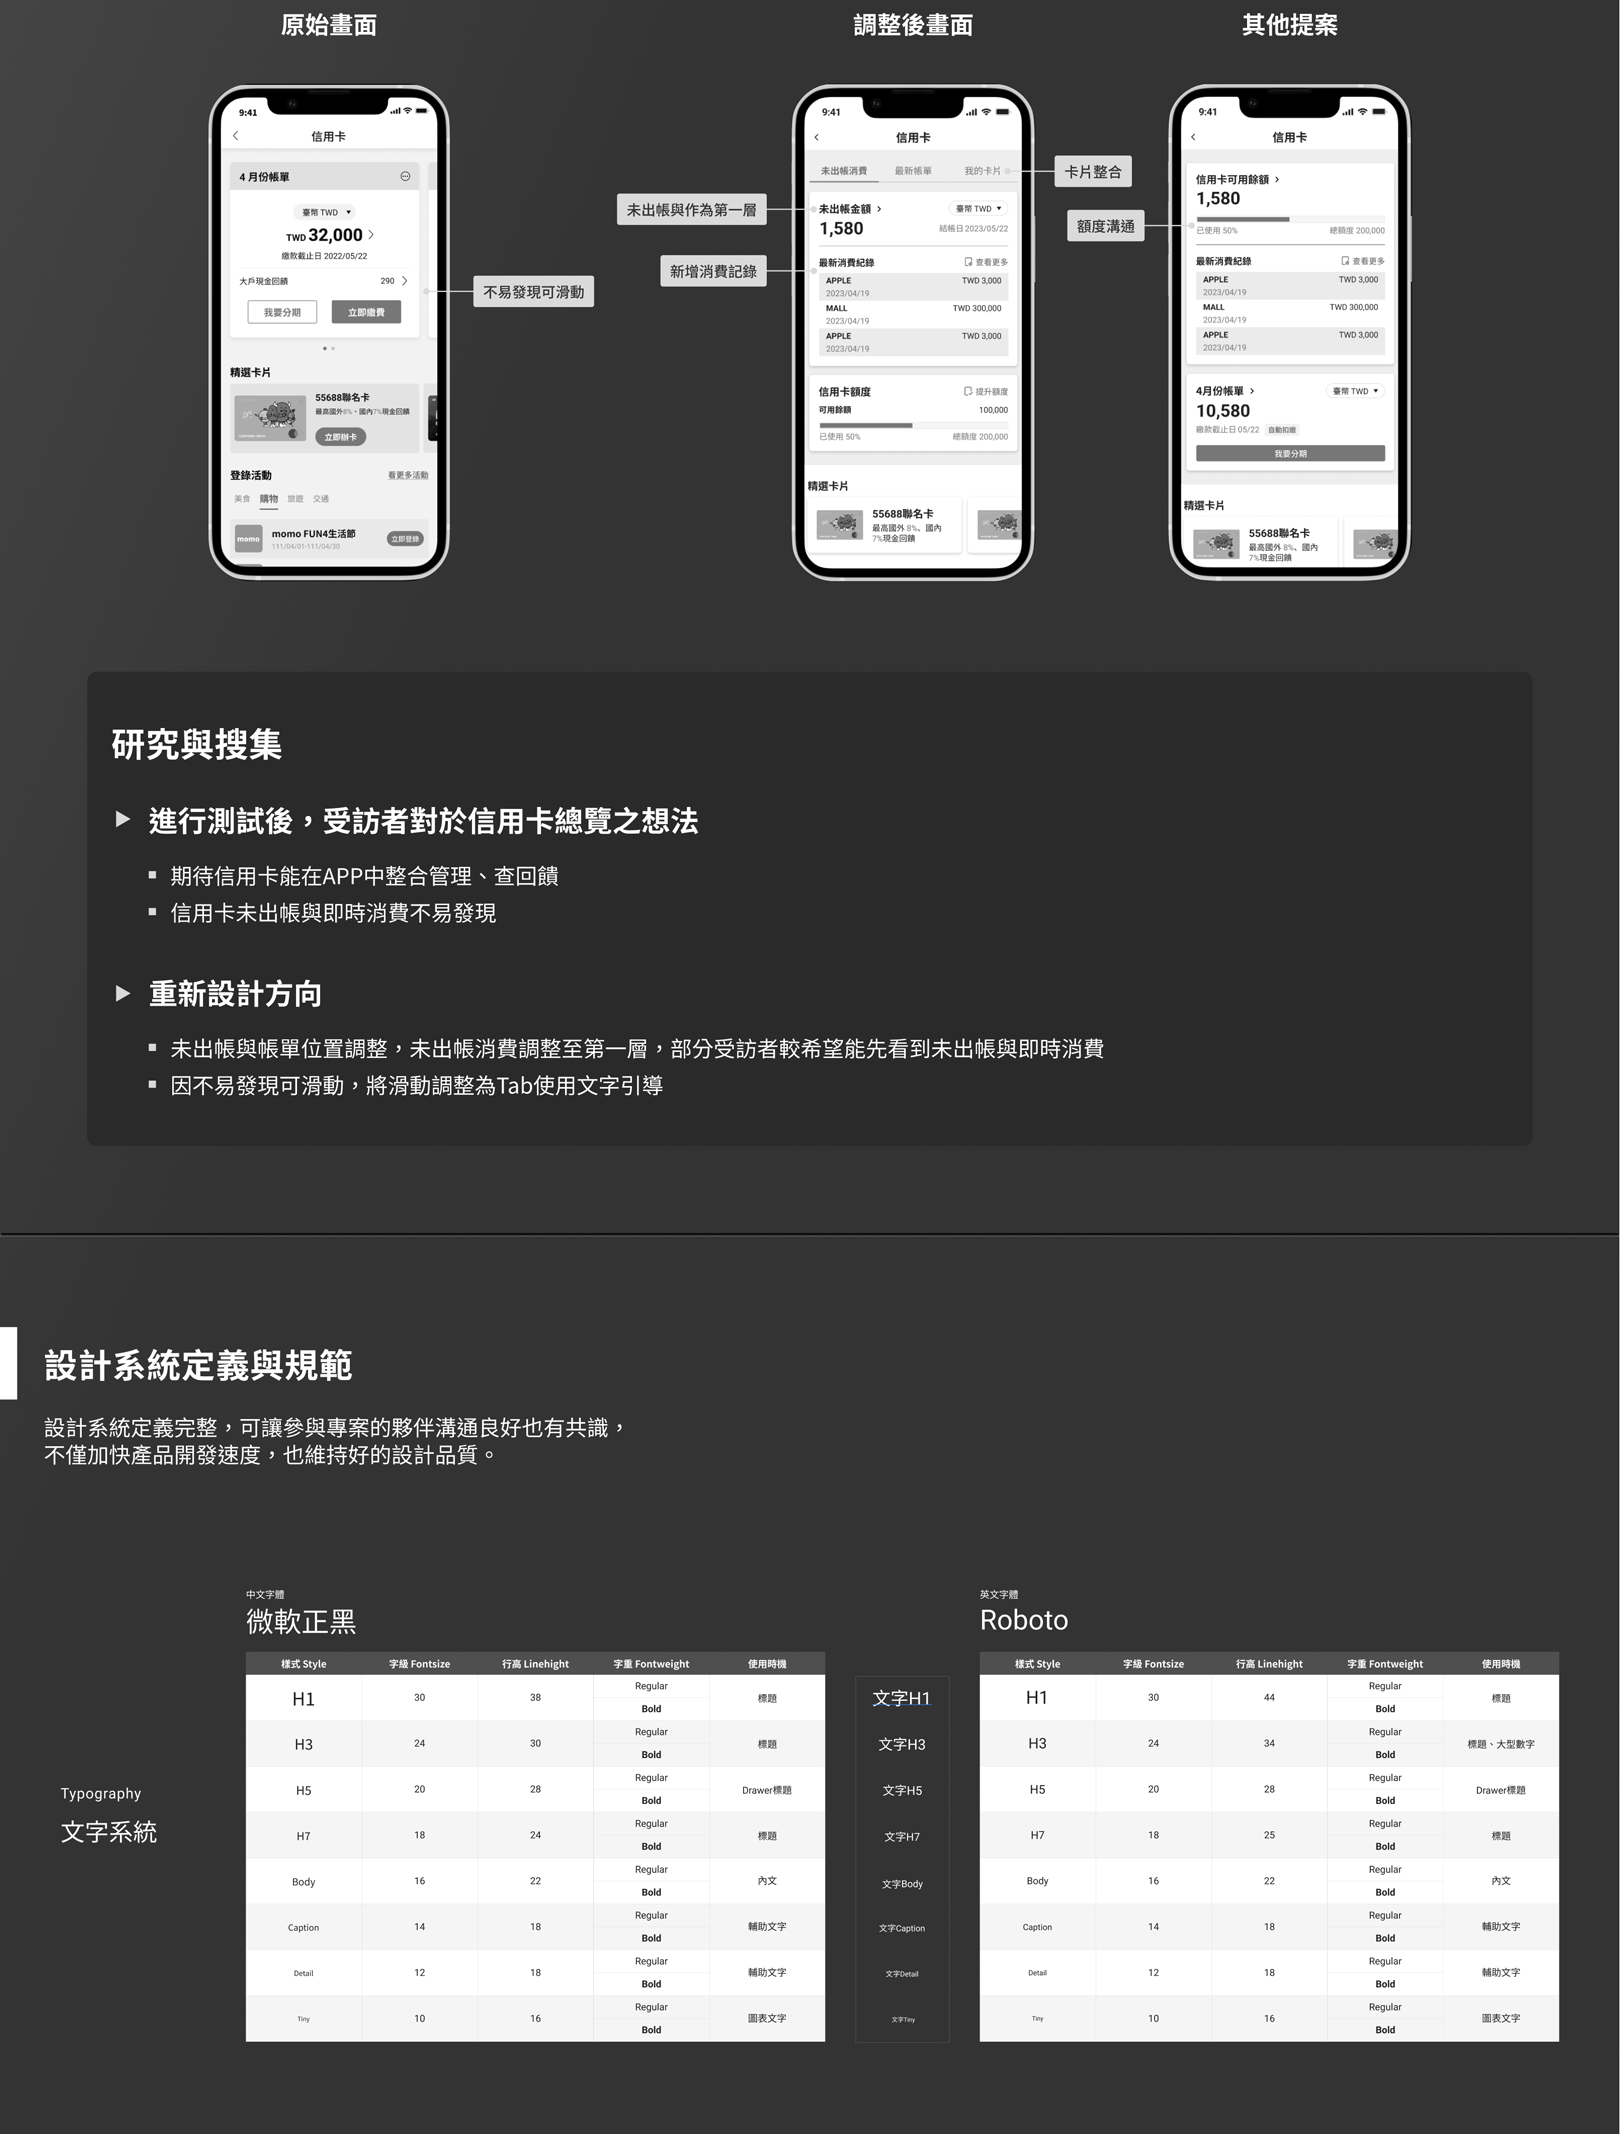 原始畫面
調整後畫面
其他提案
9:41
信用卡
4 月份帳單
臺幣 TWD ▼
TWD 32,000
繳款截止日 2022/05/22
大戶現金回饋 290
我要分期 立即繳費
精選卡片
55688聯名卡
最高國外8%、國內7%現金回饋
立即辦卡
登錄活動 看更多活動
美食 購物 旅遊 交通
momo
momo FUN4生活節
111/04/01-111/04/30
立即登錄
不易發現可滑動
未出帳與作為第一層
新增消費記錄
9:41
信用卡
未出帳消費 最新帳單 我的卡片
未出帳金額 臺幣 TWD ▼
1,580 結帳日 2023/05/22
最新消費紀錄 查看更多
APPLE TWD 3,000
2023/04/19
MALL TWD 300,000
2023/04/19
APPLE TWD 3,000
2023/04/19
信用卡額度 提升額度
可用餘額 100,000
已使用 50% 總額度 200,000
精選卡片
55688聯名卡
最高國外 8%、國內
7%現金回饋
卡片整合
額度溝通
9:41
信用卡
信用卡可用餘額
1,580
已使用 50% 總額度 200,000
最新消費紀錄 查看更多
APPLE TWD 3,000
2023/04/19
MALL TWD 300,000
2023/04/19
APPLE TWD 3,000
2023/04/19
4月份帳單 臺幣 TWD ▼
10,580
繳款截止日 05/22 自動扣繳
我要分期
精選卡片
55688聯名卡
最高國外 8%、國內
7%現金回饋
研究與搜集
進行測試後，受訪者對於信用卡總覽之想法
期待信用卡能在APP中整合管理、查回饋
信用卡未出帳與即時消費不易發現
重新設計方向
未出帳與帳單位置調整，未出帳消費調整至第一層，部分受訪者較希望能先看到未出帳與即時消費
因不易發現可滑動，將滑動調整為Tab使用文字引導
設計系統定義與規範
設計系統定義完整，可讓參與專案的夥伴溝通良好也有共識，
不僅加快產品開發速度，也維持好的設計品質。
Typography
文字系統
中文字體
微軟正黑
樣式 Style 字級 Fontsize 行高 Linehight 字重 Fontweight 使用時機
H1 30 38 Regular Bold 標題
H3 24 30 Regular Bold 標題
H5 20 28 Regular Bold Drawer標題
H7 18 24 Regular Bold 標題
Body 16 22 Regular Bold 內文
Caption 14 18 Regular Bold 輔助文字
Detail 12 18 Regular Bold 輔助文字
Tiny 10 16 Regular Bold 圖表文字
文字H1
文字H3
文字H5
文字H7
文字Body
文字Caption
文字Detail
文字Tiny
英文字體
Roboto
樣式 Style 字級 Fontsize 行高 Linehight 字重 Fontweight 使用時機
H1 30 44 Regular Bold 標題
H3 24 34 Regular Bold 標題、大型數字
H5 20 28 Regular Bold Drawer標題
H7 18 25 Regular Bold 標題
Body 16 22 Regular Bold 內文
Caption 14 18 Regular Bold 輔助文字
Detail 12 18 Regular Bold 輔助文字
Tiny 10 16 Regular Bold 圖表文字